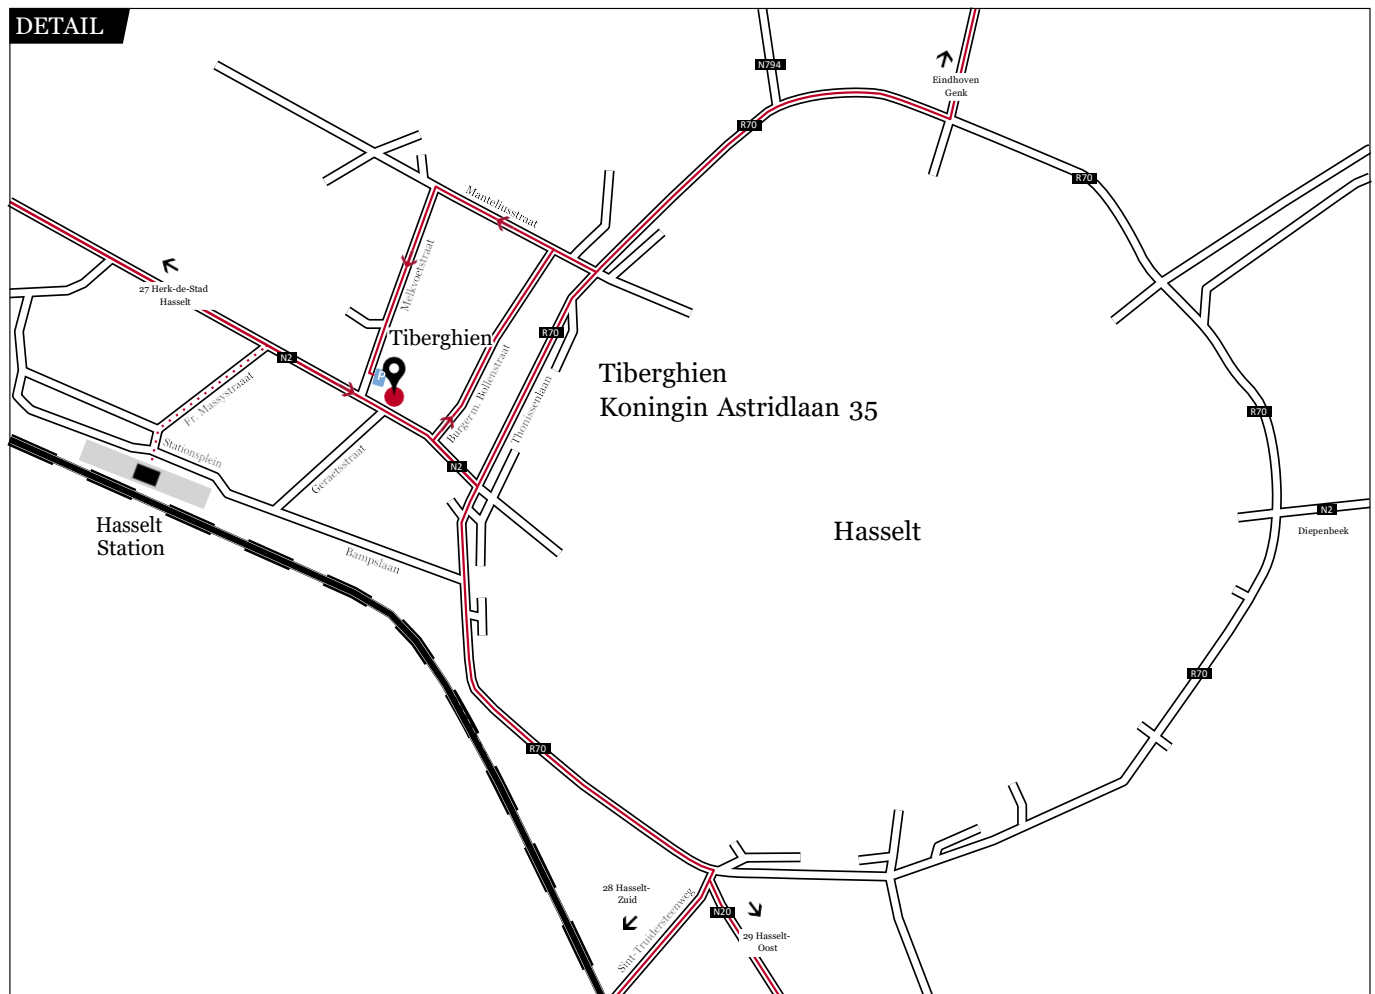 DETAIL
N794
Eindhoven
Genk
R70
R70
Manteliusstraat
Melkvoetstraat
27 Herk-de-Stad
Hasselt
Tiberghien
R70
N2
P
Burgerm. Bollenstraat
Thonissenlaan
Tiberghien
Koningin Astridlaan 35
Fr. Massystraaat
R70
Stationsplein
Geraetsstraat
N2
Hasselt
Station
Hasselt
N2
Diepenbeek
Bampslaan
R70
R70
28 Hasselt-
Zuid
Sint-Truidersteenweg
N20
29 Hasselt-
Oost